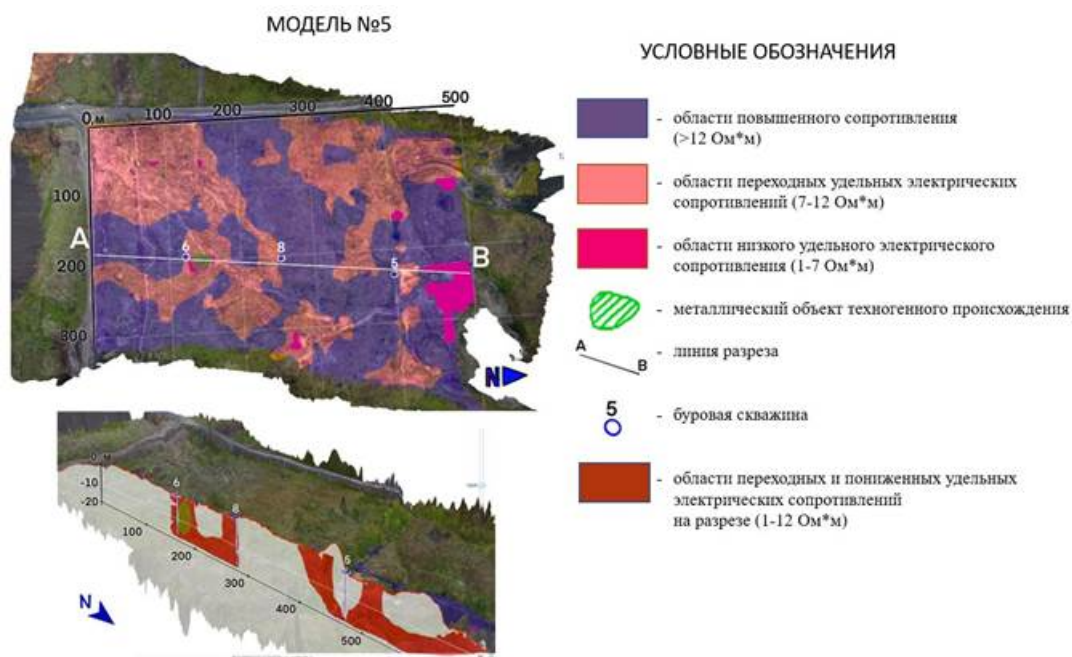 МОДЕЛЬ №5
УСЛОВНЫЕ ОБОЗНАЧЕНИЯ
0, м 100 200 300 400 500
100
200
300
A
B
6
8
5
N
- области повышенного сопротивления
(>12 Ом*м)
- области переходных удельных электрических
сопротивлений (7-12 Ом*м)
- области низкого удельного электрического
сопротивления (1-7 Ом*м)
- металлический объект техногенного происхождения
A
B
- линия разреза
5
- буровая скважина
- области переходных и пониженных удельных
электрических сопротивлений
на разрезе (1-12 Ом*м)
0, м
-10
-20
6
8
5
100
200
300
400
500
N